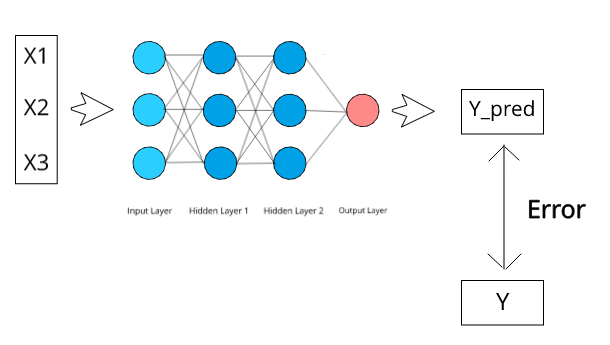 X1
X2
X3
Input Layer
Hidden Layer 1
Hidden Layer 2
Output Layer
Y_pred
Error
Y